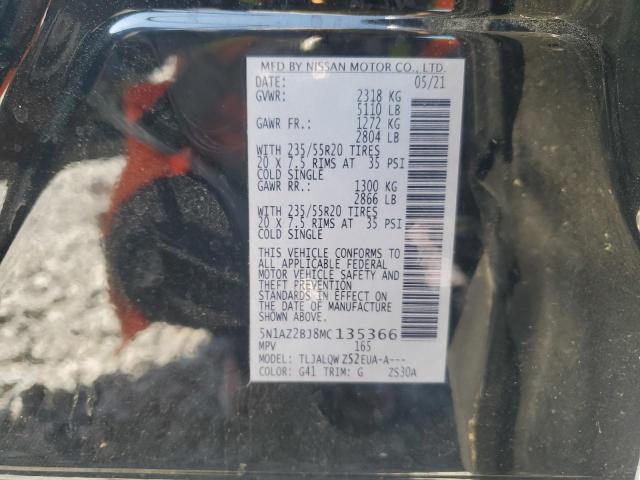 MFD BY NISSAN MOTOR CO., LTD.
DATE: 05/21
GVWR: 2318 KG
5110 LB
GAWR FR.: 1272 KG
2804 LB
WITH 235/55R20 TIRES
20 X 7.5 RIMS AT 35 PSI
COLD SINGLE
GAWR RR.: 1300 KG
2866 LB
WITH 235/55R20 TIRES
20 X 7.5 RIMS AT 35 PSI
COLD SINGLE
THIS VEHICLE CONFORMS TO
ALL APPLICABLE FEDERAL
MOTOR VEHICLE SAFETY AND
THEFT PREVENTION
STANDARDS IN EFFECT ON
THE DATE OF MANUFACTURE
SHOWN ABOVE.
5N1AZ2BJ8MC135366
MPV 165
MODEL: TLJALQWZS2EUA-A---
COLOR: G41 TRIM: G ZS30A